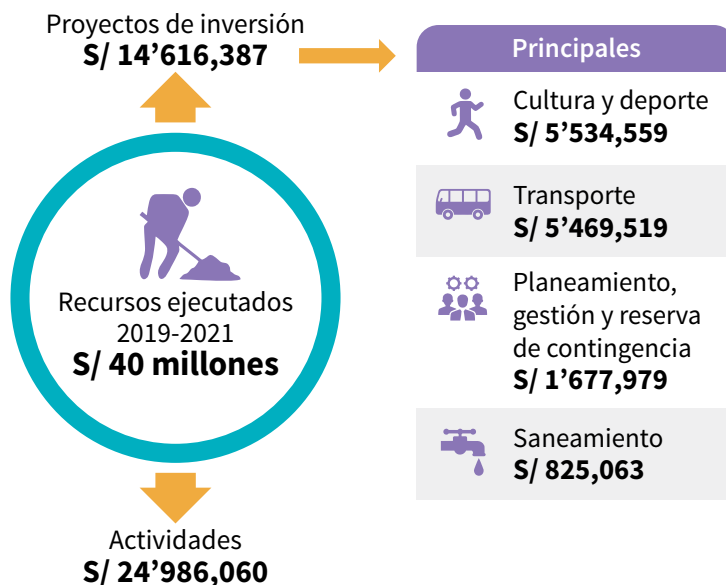 Proyectos de inversión
S/ 14’616,387
Recursos ejecutados
2019-2021
S/ 40 millones
Actividades
S/ 24’986,060
Principales
Cultura y deporte
S/ 5’534,559
Transporte
S/ 5’469,519
Planeamiento,
gestión y reserva
de contingencia
S/ 1’677,979
Saneamiento
S/ 825,063